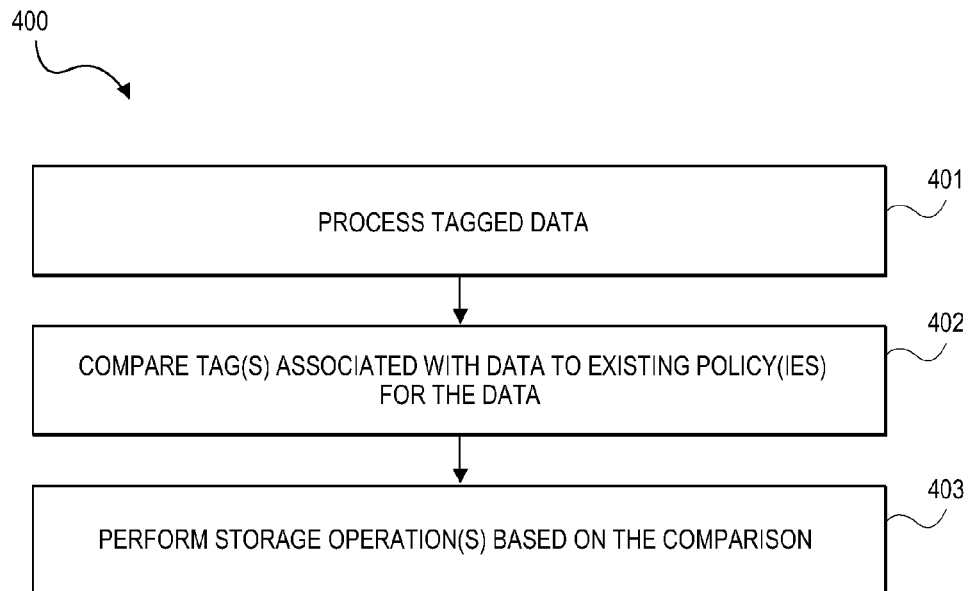 400
401
PROCESS TAGGED DATA
402
COMPARE TAG(S) ASSOCIATED WITH DATA TO EXISTING POLICY(IES)
FOR THE DATA
403
PERFORM STORAGE OPERATION(S) BASED ON THE COMPARISON